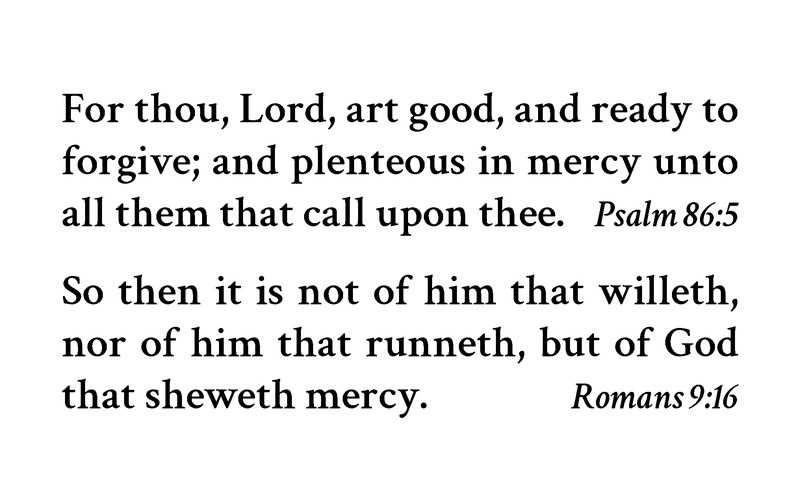 For thou, Lord, art good, and ready to
forgive; and plenteous in mercy unto
all them that call upon thee. Psalm 86:5
So then it is not of him that willeth,
nor of him that runneth, but of God
that sheweth mercy. Romans 9:16